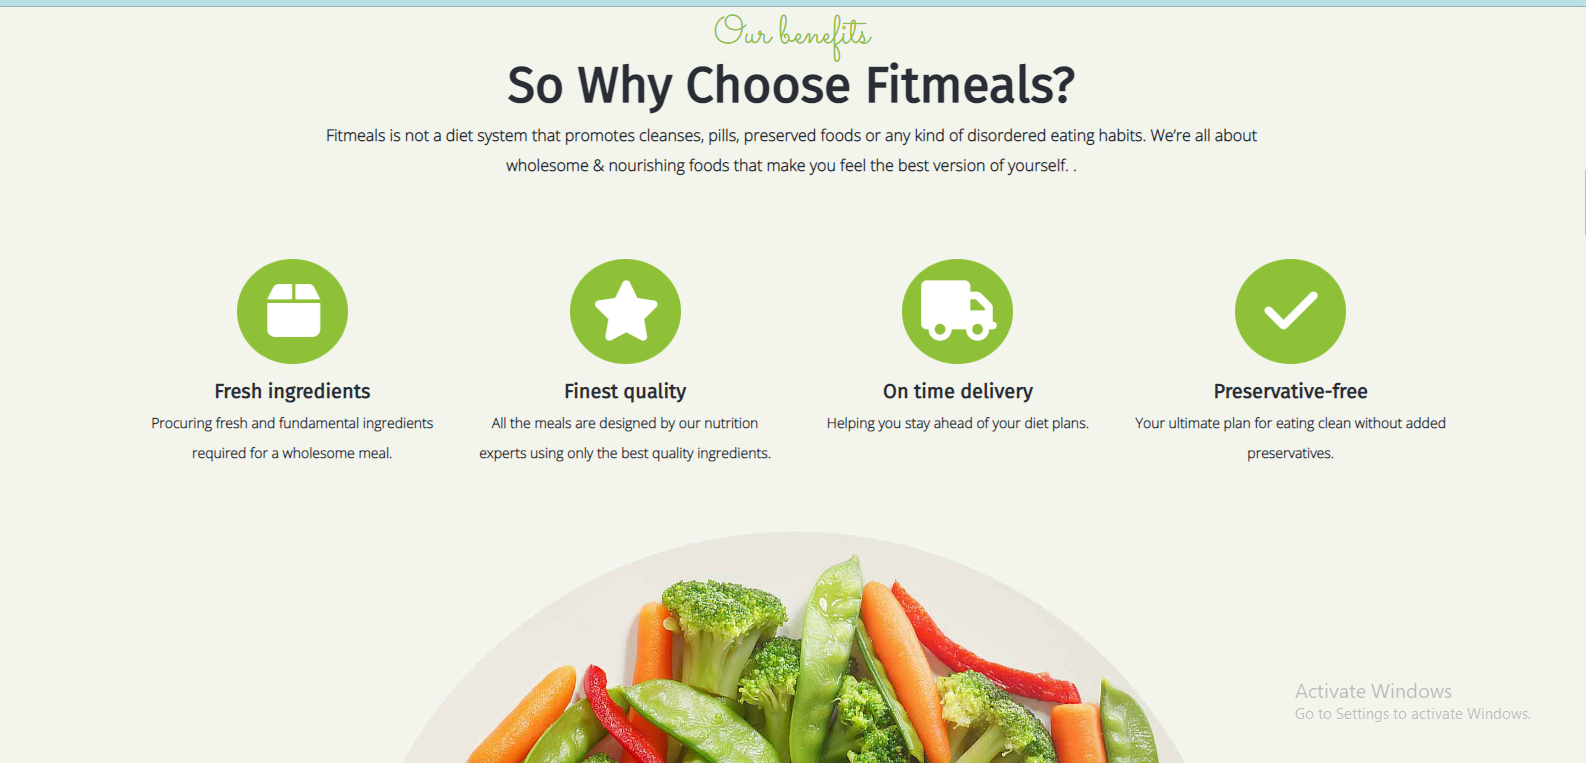 Our benefits
So Why Choose Fitmeals?
Fitmeals is not a diet system that promotes cleanses, pills, preserved foods or any kind of disordered eating habits. We’re all about
wholesome & nourishing foods that make you feel the best version of yourself. .
Fresh ingredients
Procuring fresh and fundamental ingredients
required for a wholesome meal.
Finest quality
All the meals are designed by our nutrition
experts using only the best quality ingredients.
On time delivery
Helping you stay ahead of your diet plans.
Preservative-free
Your ultimate plan for eating clean without added
preservatives.
Activate Windows
Go to Settings to activate Windows.